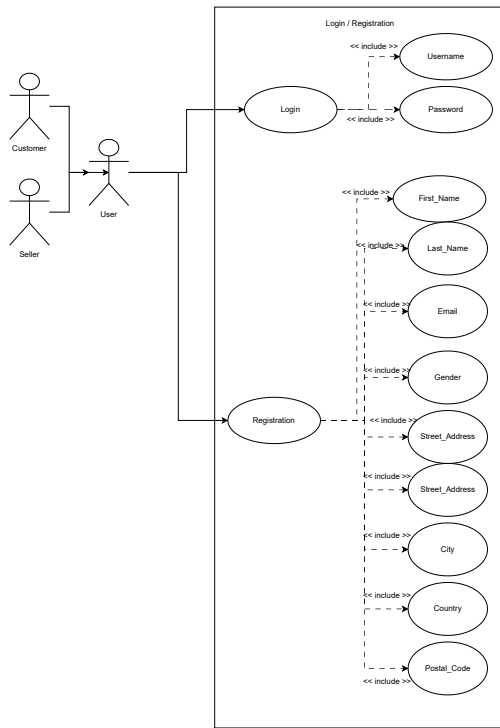 Login / Registration
<< include >>
Username
Login
Password
<< include >>
Customer
User
Seller
<< include >>
First_Name
<< include >>
Last_Name
<< include >>
Email
<< include >>
Gender
<< include >>
Registration
Street_Address
<< include >>
Street_Address
<< include >>
City
<< include >>
Country
<< include >>
Postal_Code